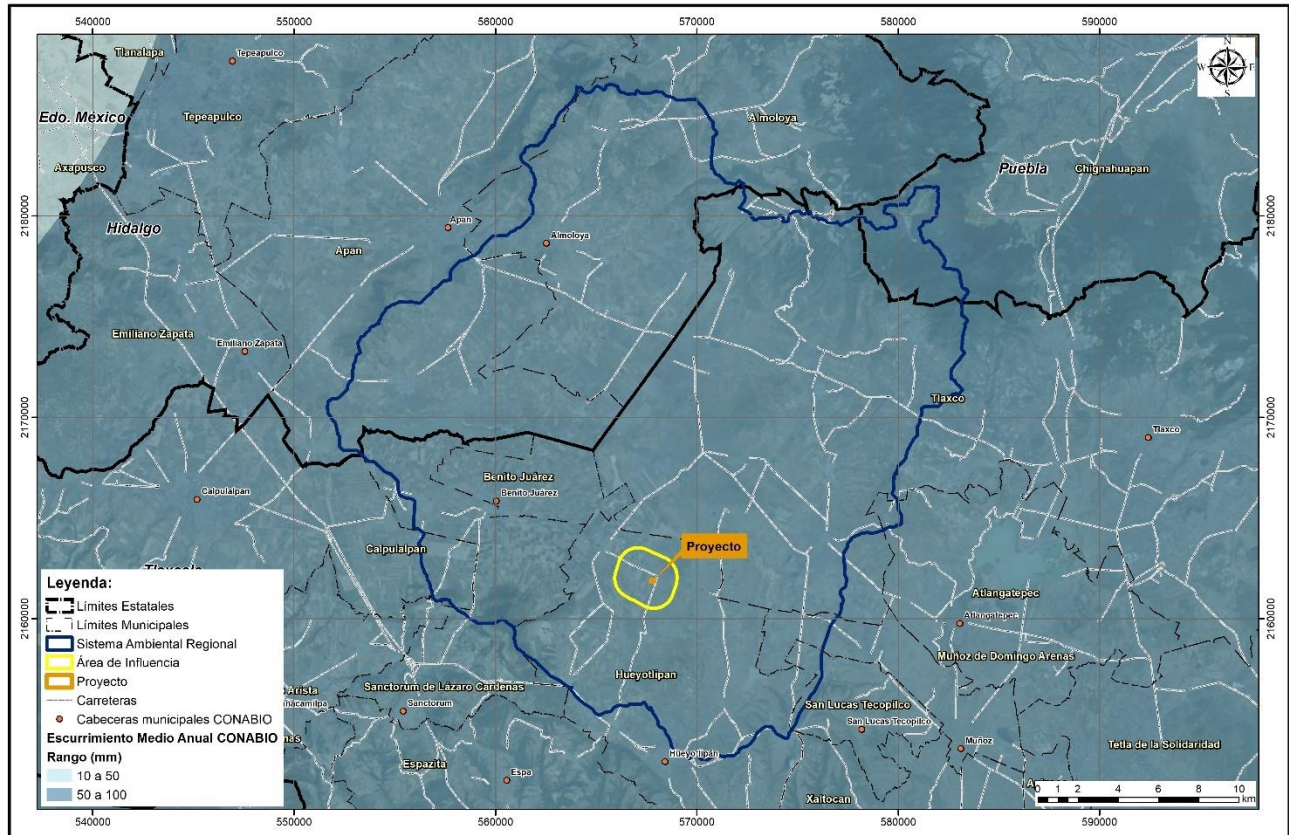 540000 550000 560000 570000 580000 590000
Tlanalapa
Tepeapulco
N
W E
S
Edo. México
Tepeapulco
Almoloya
Axapusco
Puebla
Chignahuapan
2180000
2180000
Hidalgo
Apan
Almoloya
Apan
Emiliano Zapata
Emiliano Zapata
2170000
2170000
Tlaxco
Tlaxco
Benito Juárez
Benito Juárez
Calpulalpan
Proyecto
Calpulalpan
Tlaxcala
Atlangatepec
Atlangatepec
2160000
2160000
Muñoz de Domingo Arenas
Hueyotlipan
Sanctorum de Lázaro Cárdenas
Arista
Sanctorum
San Lucas Tecopilco
San Lucas Tecopilco
Muñoz
Tetla de la Solidaridad
Espazita
Hueyotlipan
Espa
Xaltocan
Leyenda:
Límites Estatales
Límites Municipales
Sistema Ambiental Regional
Área de Influencia
Proyecto
Carreteras
Cabeceras municipales CONABIO
Escurrimiento Medio Anual CONABIO
Rango (mm)
10 a 50
50 a 100
0 1 2 4 6 8 10
km
540000 550000 560000 570000 580000 590000